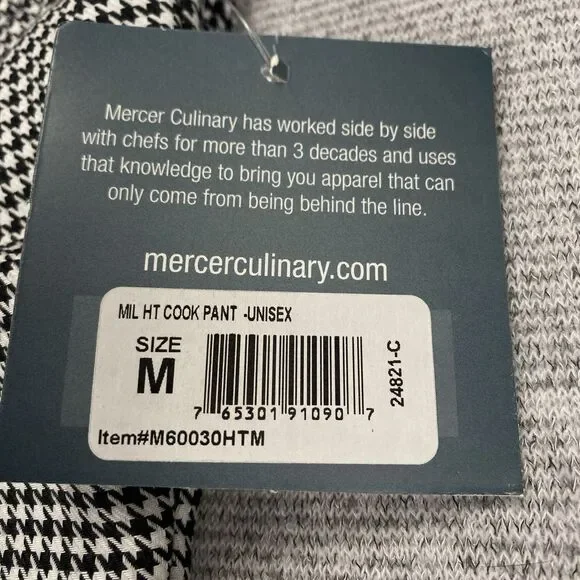 Mercer Culinary has worked side by side
with chefs for more than 3 decades and uses
that knowledge to bring you apparel that can
only come from being behind the line.
mercerculinary.com
MIL HT COOK PANT -UNISEX
SIZE
M
7 65301 91090 7
24821-C
Item#M60030HTM